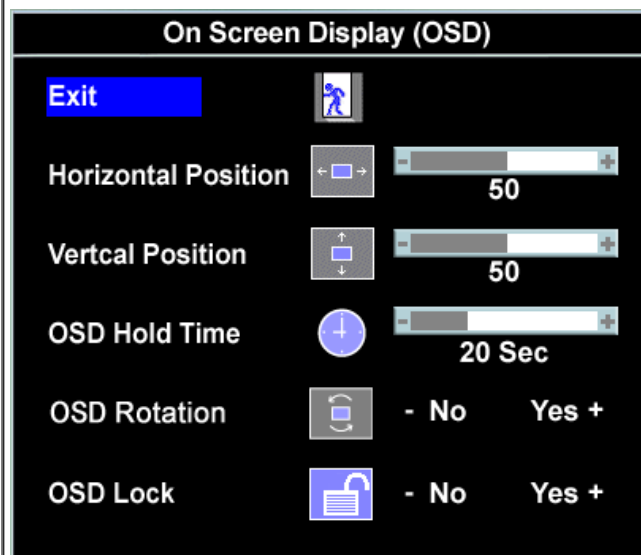 On Screen Display (OSD)
Exit
Horizontal Position - +
50
Vertcal Position - +
50
OSD Hold Time - +
20 Sec
OSD Rotation - No Yes +
OSD Lock - No Yes +